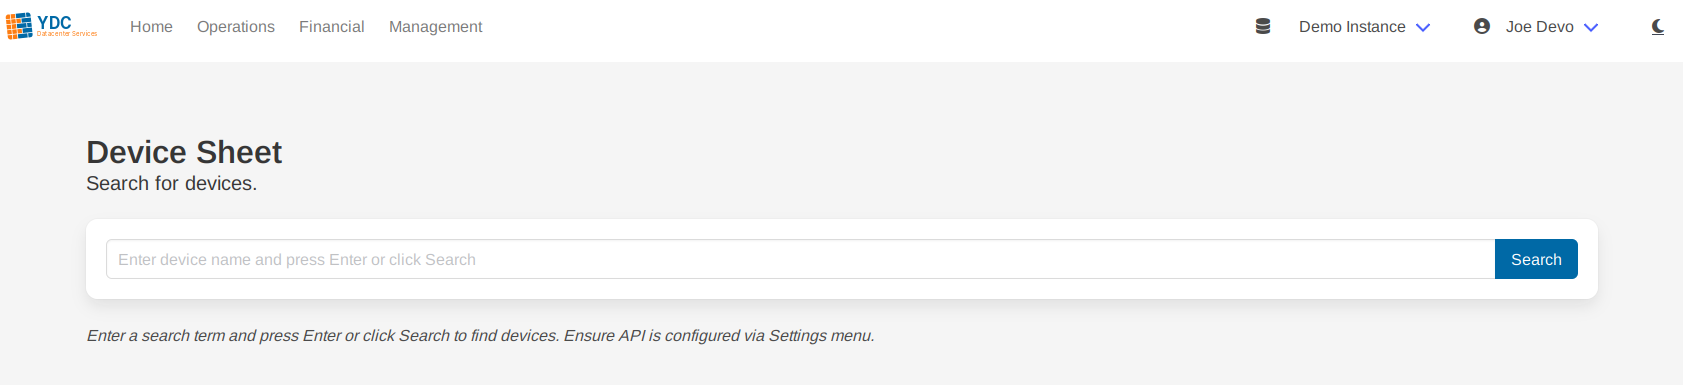 YDC
Datacenter Services
Home Operations Financial Management Demo Instance Joe Devo
Device Sheet
Search for devices.
Enter device name and press Enter or click Search Search
Enter a search term and press Enter or click Search to find devices. Ensure API is configured via Settings menu.